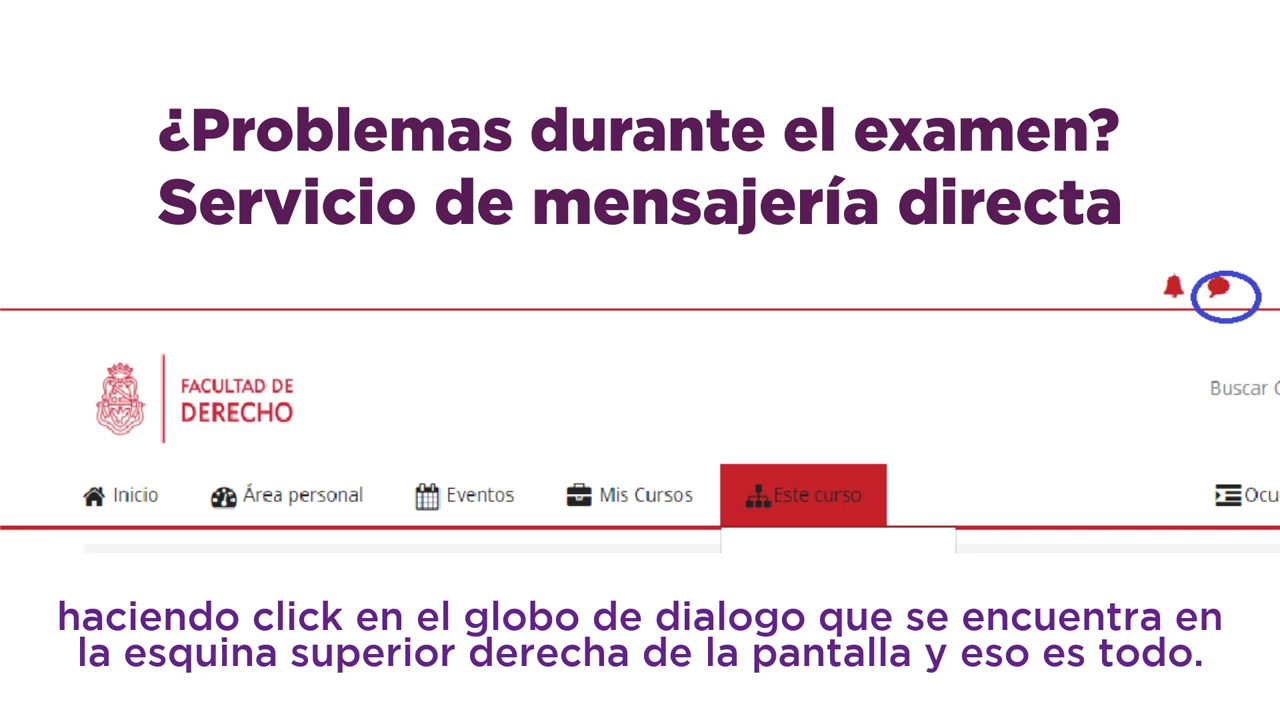 ¿Problemas durante el examen?
Servicio de mensajería directa
FACULTAD DE
DERECHO
Buscar
Inicio Área personal Eventos Mis Cursos Este curso Ocu
haciendo click en el globo de dialogo que se encuentra en
la esquina superior derecha de la pantalla y eso es todo.